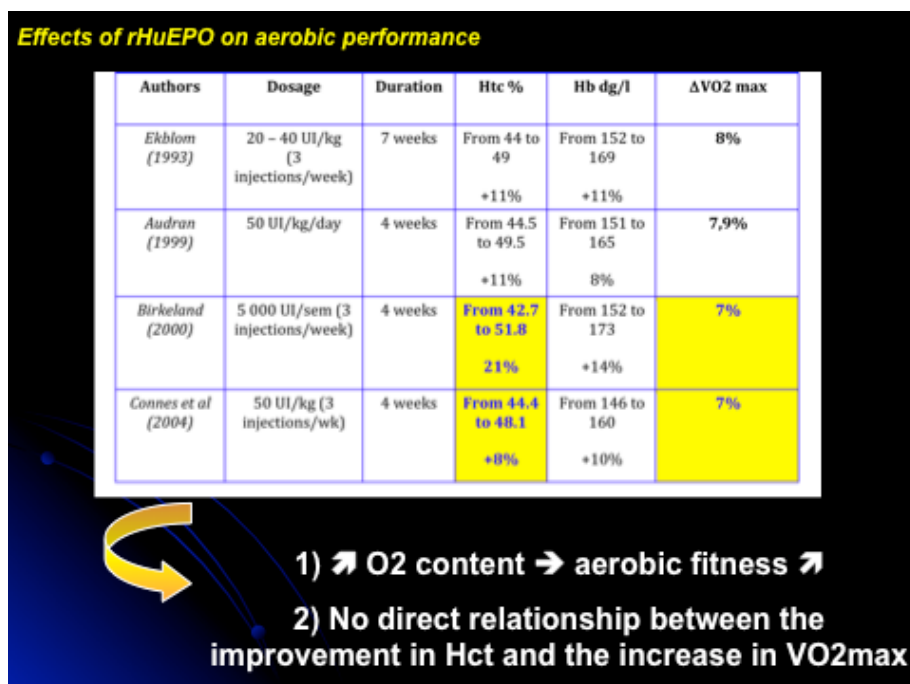 Effects of rHuEPO on aerobic performance
Authors Dosage Duration Htc % Hb dg/l ΔVO2 max
Ekblom (1993) 20 – 40 UI/kg (3 injections/week) 7 weeks From 44 to 49 +11% From 152 to 169 +11% 8%
Audran (1999) 50 UI/kg/day 4 weeks From 44.5 to 49.5 +11% From 151 to 165 8% 7,9%
Birkeland (2000) 5 000 UI/sem (3 injections/week) 4 weeks From 42.7 to 51.8 21% From 152 to 173 +14% 7%
Connes et al (2004) 50 UI/kg (3 injections/wk) 4 weeks From 44.4 to 48.1 +8% From 146 to 160 +10% 7%
1) ↗ O2 content → aerobic fitness ↗
2) No direct relationship between the
improvement in Hct and the increase in VO2max